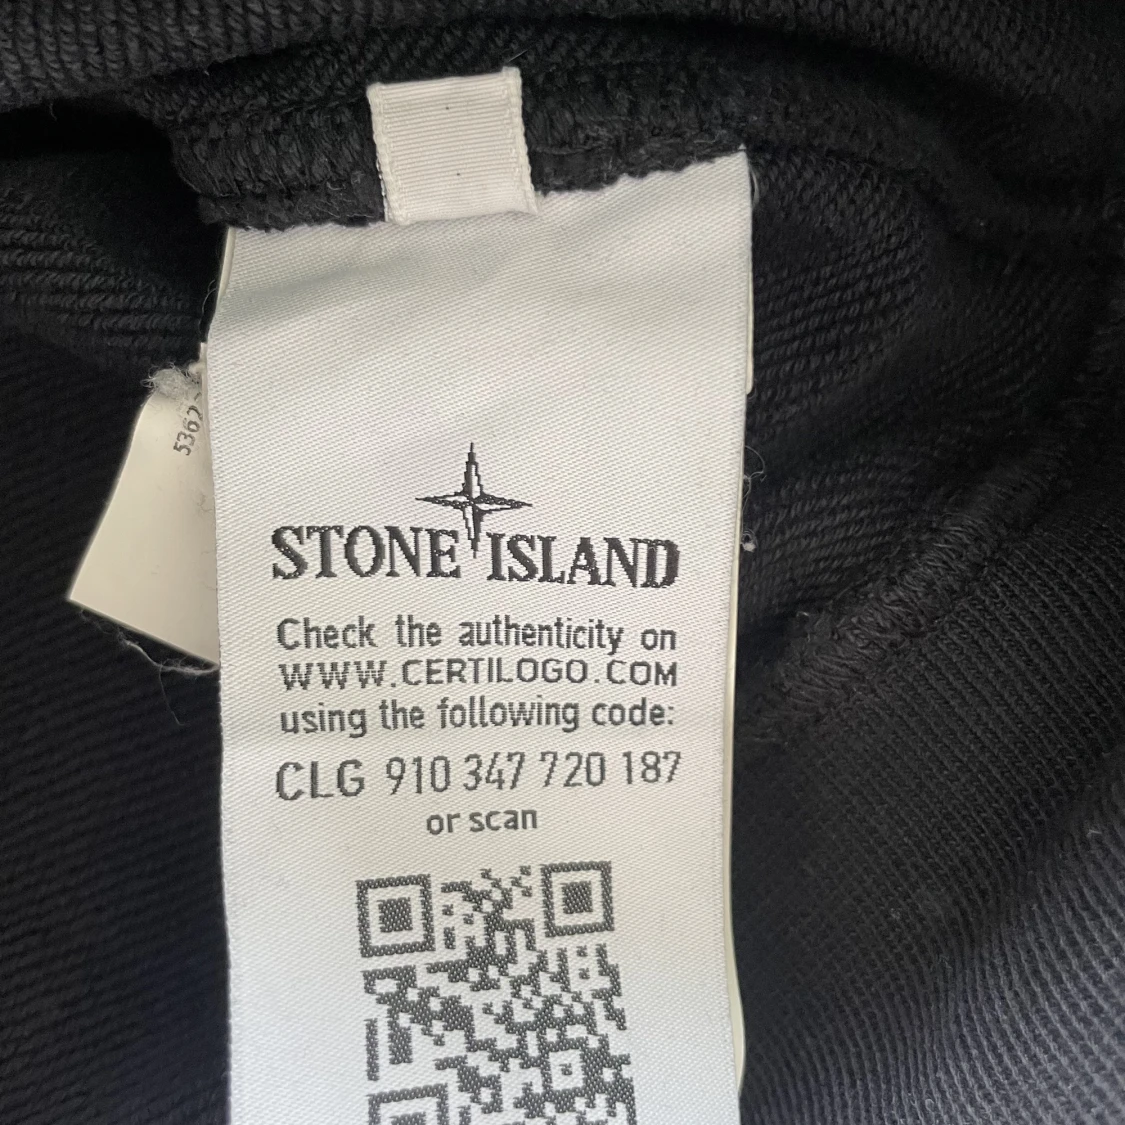 5362
STONE ISLAND
Check the authenticity on
WWW.CERTILOGO.COM
using the following code:
CLG 910 347 720 187
or scan